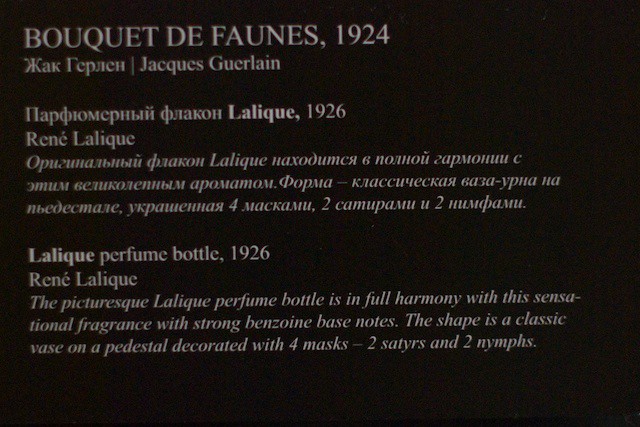 BOUQUET DE FAUNES, 1924
Жак Герлен | Jacques Guerlain
Парфюмерный флакон Lalique, 1926
René Lalique
Оригинальный флакон Lalique находится в полной гармонии с
этим великолепным ароматом.Форма – классическая ваза-урна на
пьедестале, украшенная 4 масками, 2 сатирами и 2 нимфами.
Lalique perfume bottle, 1926
René Lalique
The picturesque Lalique perfume bottle is in full harmony with this sensa-
tional fragrance with strong benzoine base notes. The shape is a classic
vase on a pedestal decorated with 4 masks – 2 satyrs and 2 nymphs.